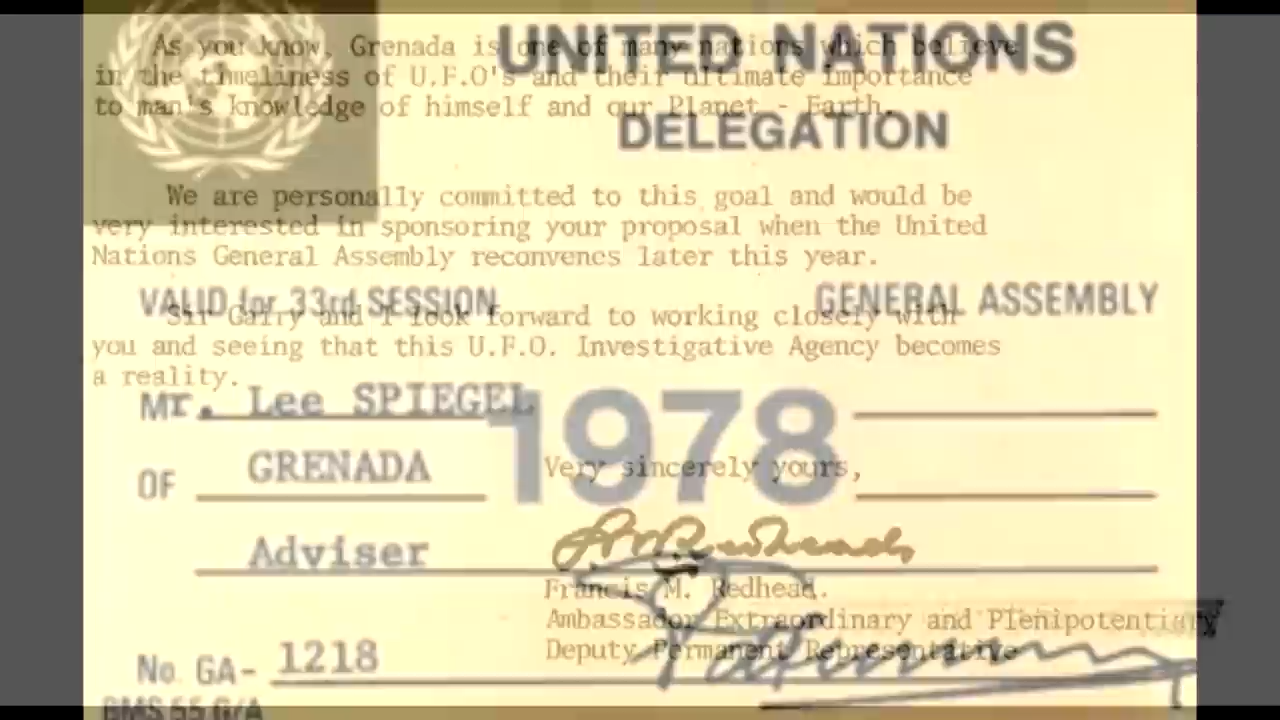 UNITED NATIONS
DELEGATION
As you know, Grenada is one of many nations which believe
in the timeliness of U.F.O's and their ultimate importance
to man's knowledge of himself and our Planet - Earth.
We are personally committed to this goal and would be
very interested in sponsoring your proposal when the United
Nations General Assembly reconvenes later this year.
VALID for 33rd SESSION
GENERAL ASSEMBLY
Sir Garry and I look forward to working closely with
you and seeing that this U.F.O. Investigative Agency becomes
a reality.
Mr. Lee SPIEGEL
1978
OF GRENADA
Very sincerely yours,
Adviser
Francis M. Redhead.
Ambassador Extraordinary and Plenipotentiary
Deputy Permanent Representative
No. GA- 1218
BMS 55 G/A